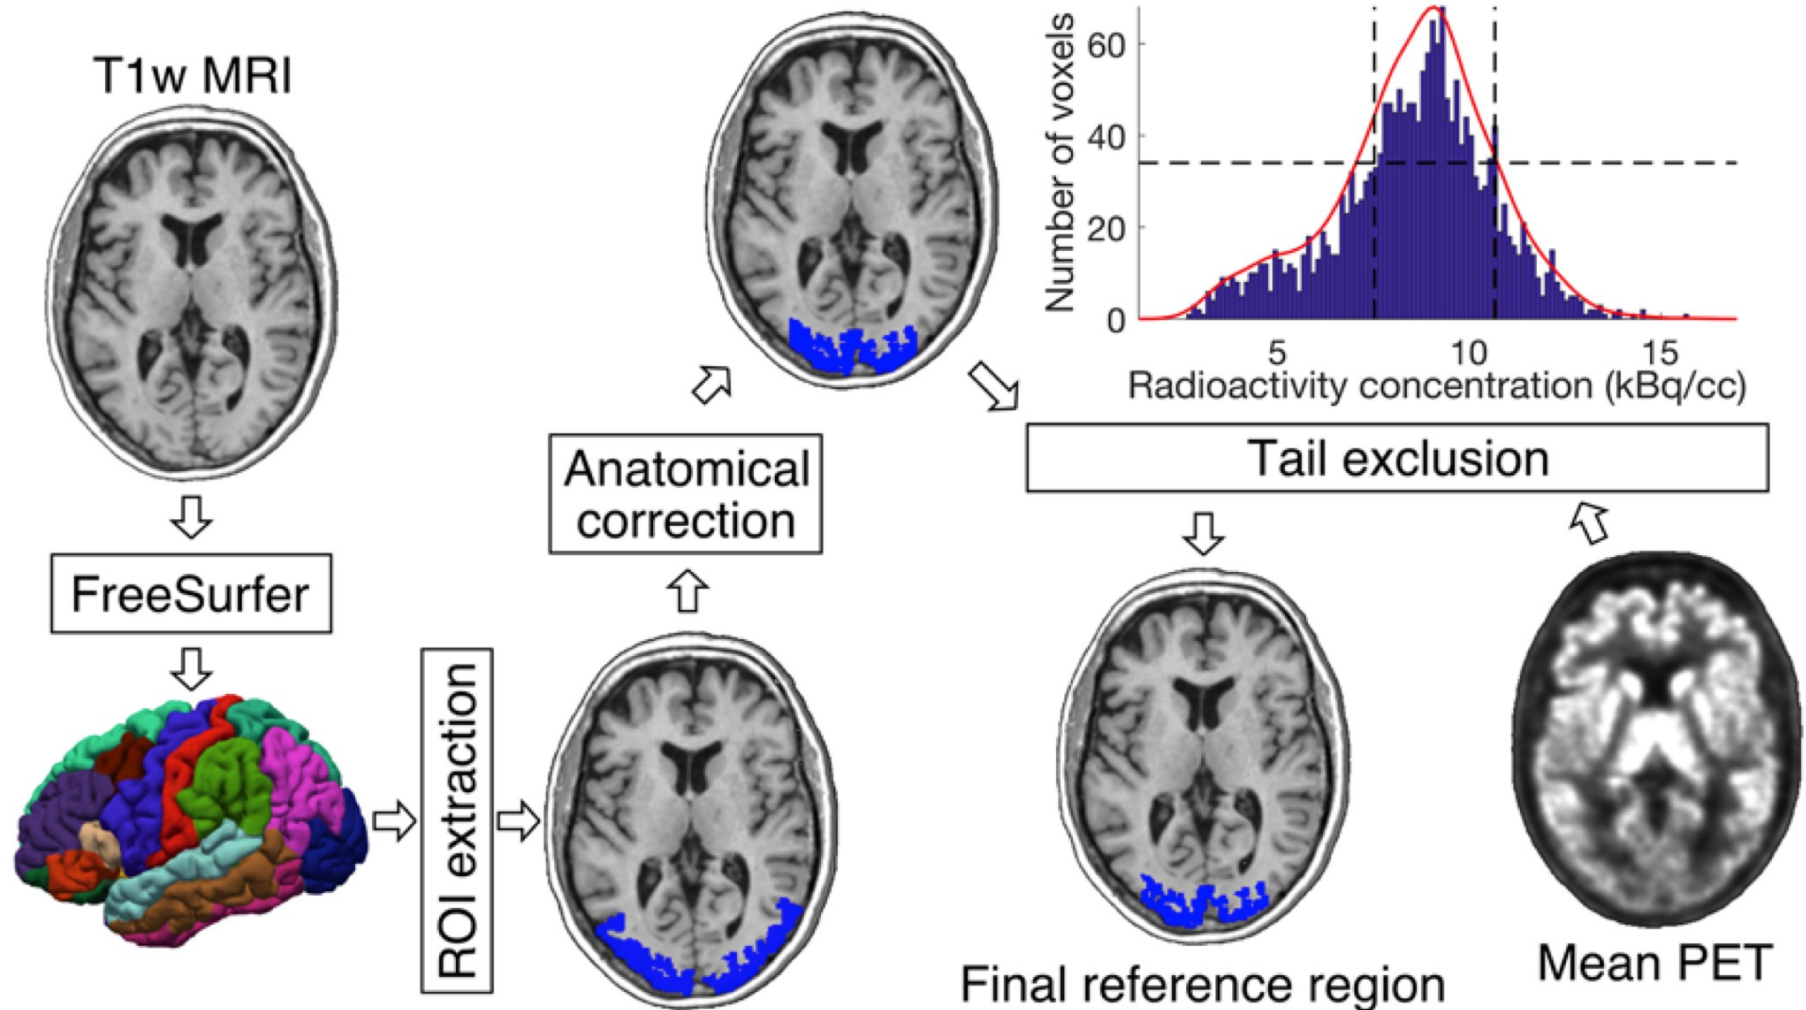 T1w MRI
FreeSurfer
ROI extraction
Anatomical
correction
Number of voxels
60
40
20
0
5 10 15
Radioactivity concentration (kBq/cc)
Tail exclusion
Final reference region
Mean PET